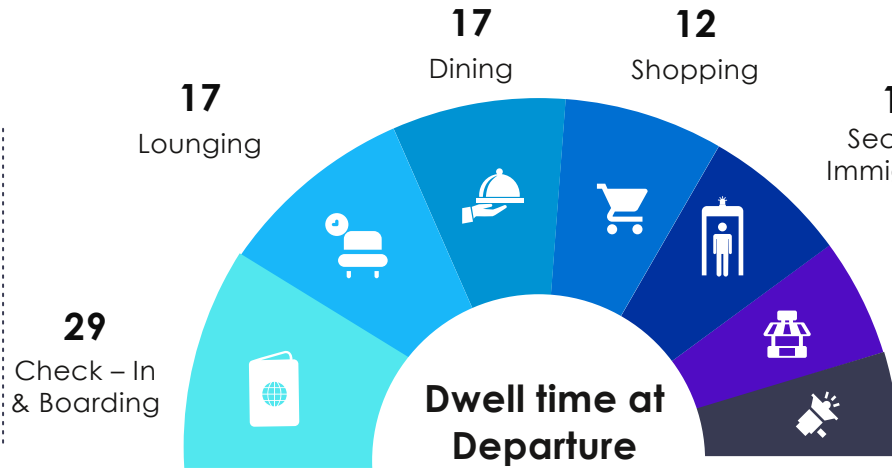 17
Dining
12
Shopping
17
Lounging
29
Check – In
& Boarding
Dwell time at
Departure